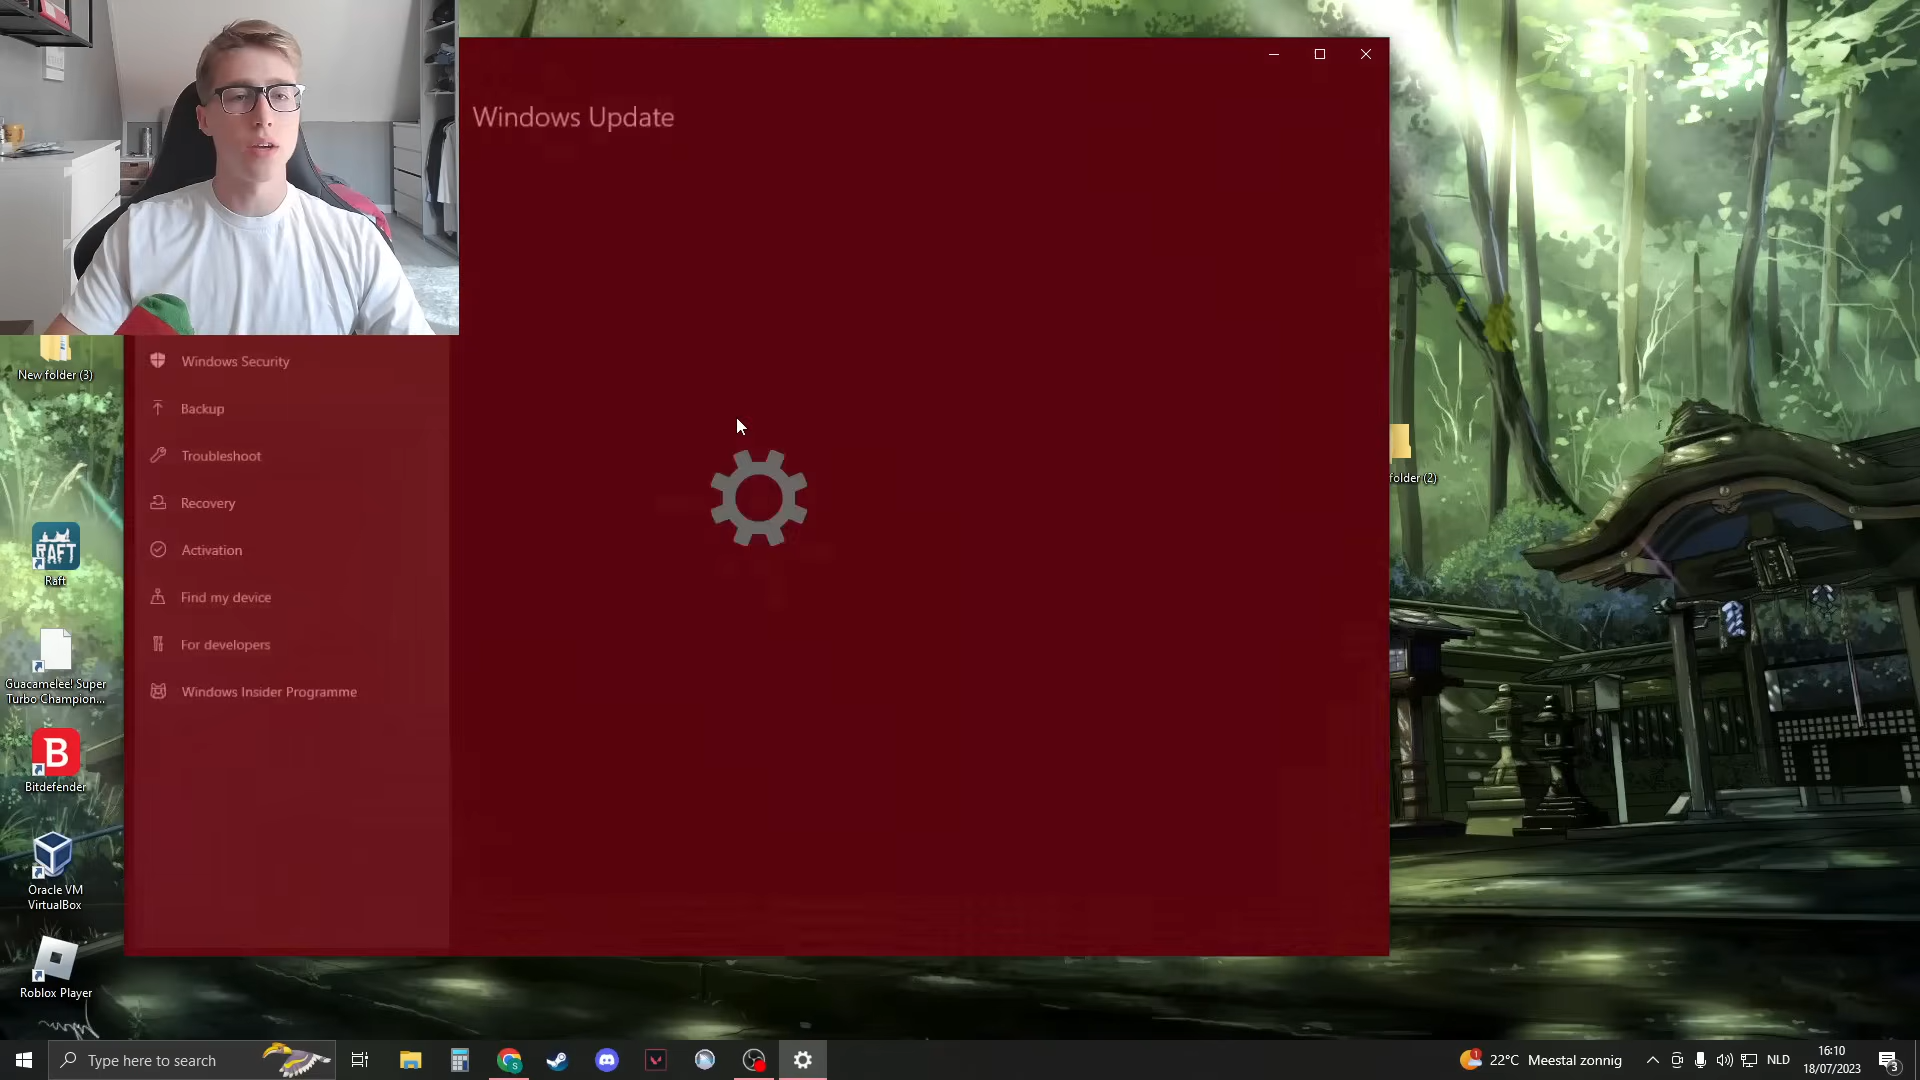 Windows Update
Windows Security
Backup
Troubleshoot
Recovery
Activation
Find my device
For developers
Windows Insider Programme
New folder (3)
RAFT
Raft
Guacamelee! Super
Turbo Champion...
B
Bitdefender
Oracle VM
VirtualBox
Roblox Player
folder (2)
Type here to search
S
1
22°C Meestal zonnig
NLD
16:10
18/07/2023
3